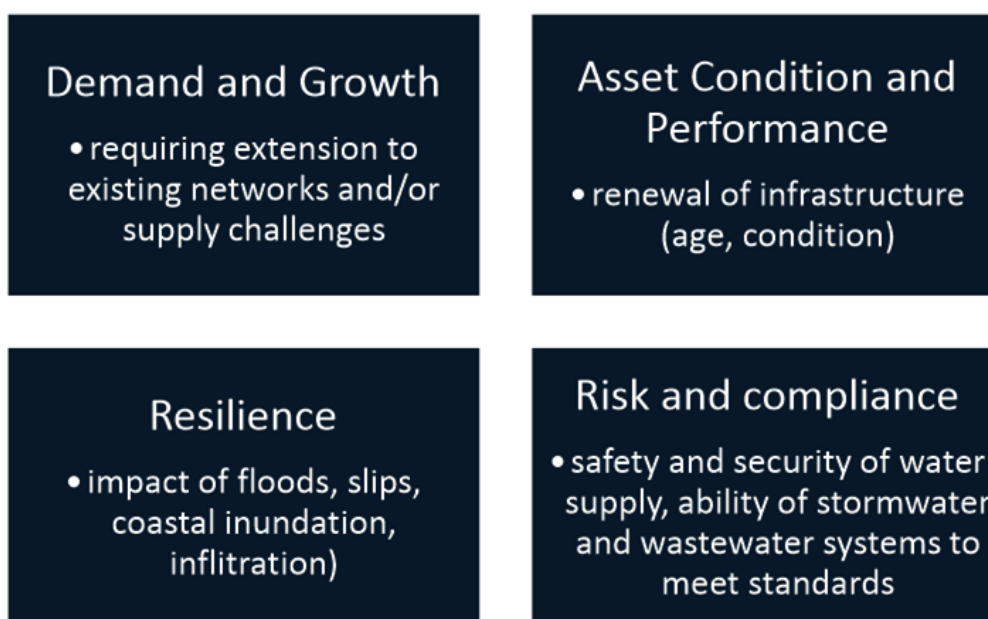 Demand and Growth
• requiring extension to
existing networks and/or
supply challenges
Asset Condition and
Performance
• renewal of infrastructure
(age, condition)
Resilience
• impact of floods, slips,
coastal inundation,
inflitration)
Risk and compliance
• safety and security of water
supply, ability of stormwater
and wastewater systems to
meet standards